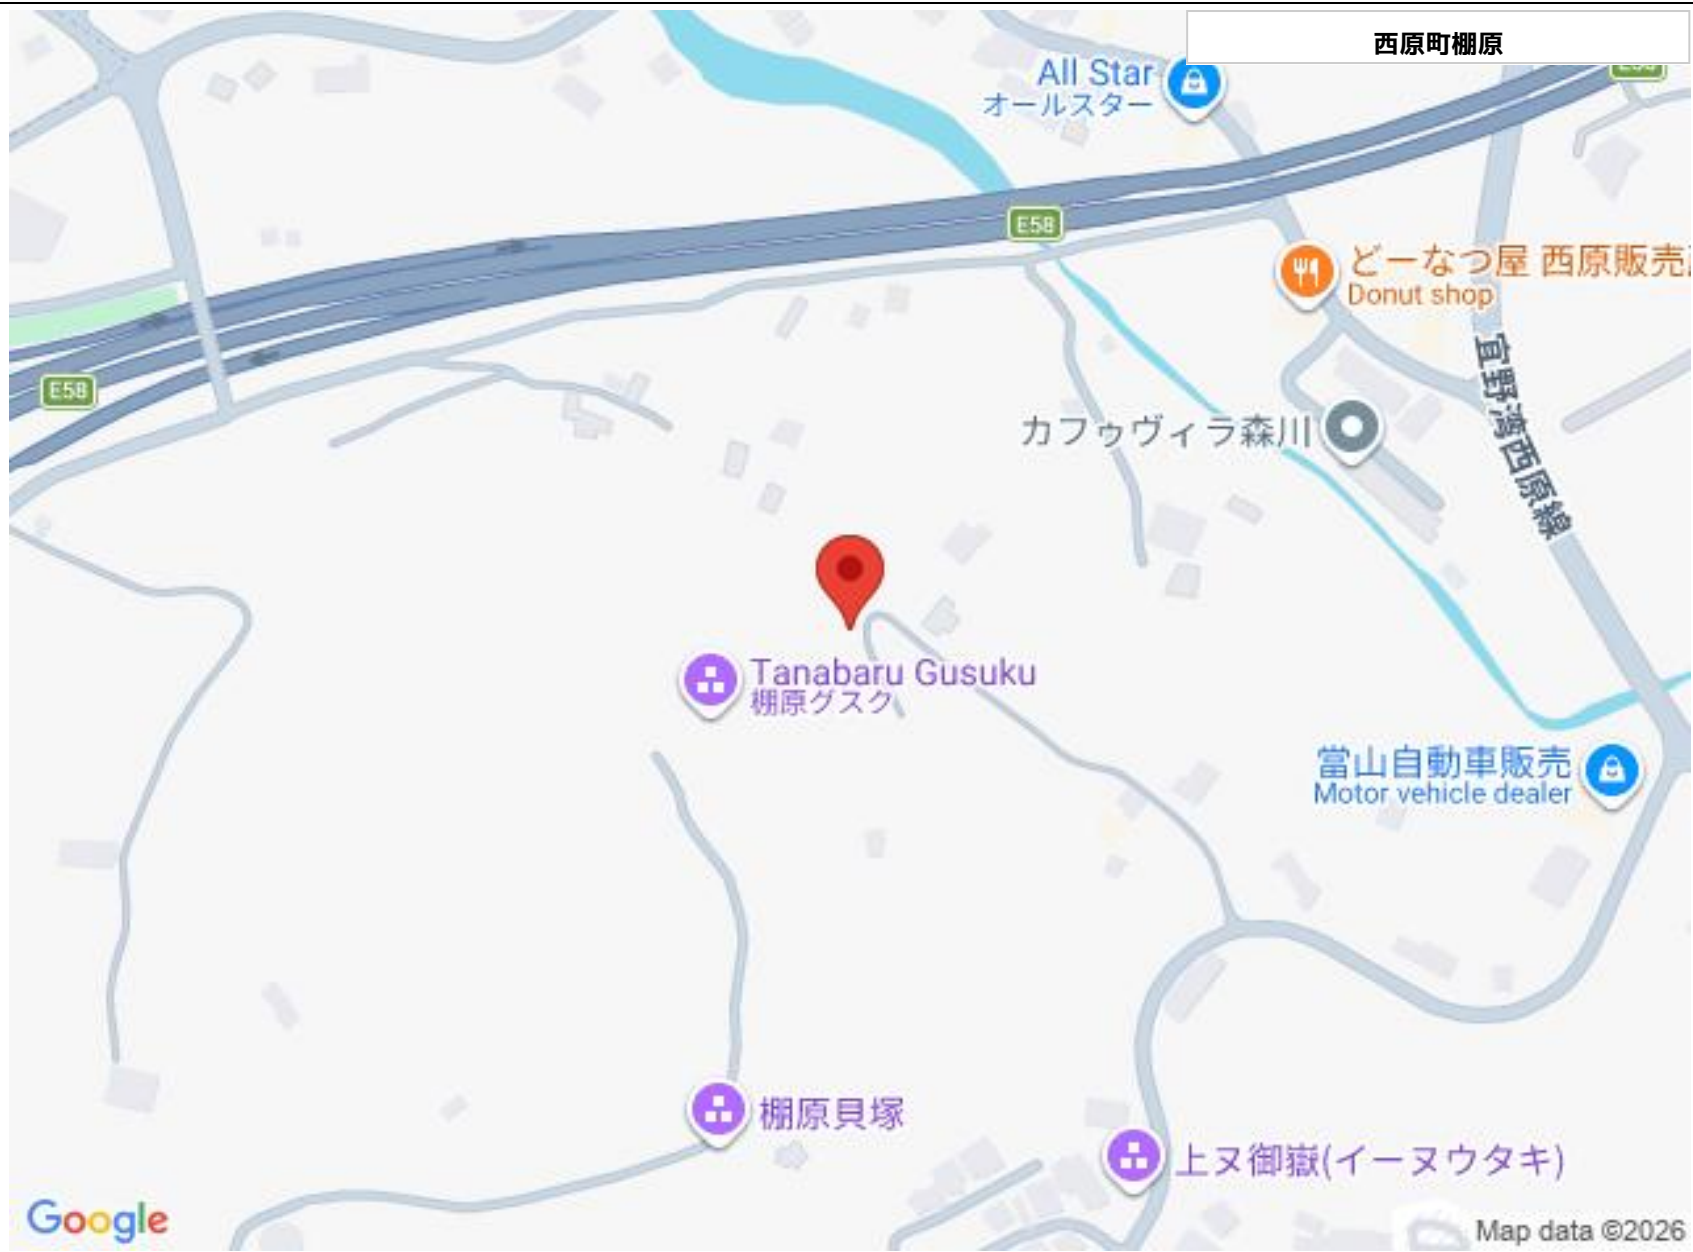 西原町棚原
All Star
オールスター
E58
どーなつ屋 西原販売
Donut shop
E58
宜野湾西原線
カフゥヴィラ森川
Tanabaru Gusuku
棚原グスク
當山自動車販売
Motor vehicle dealer
棚原貝塚
上ヌ御嶽(イーヌウタキ)
Google
Map data ©2026